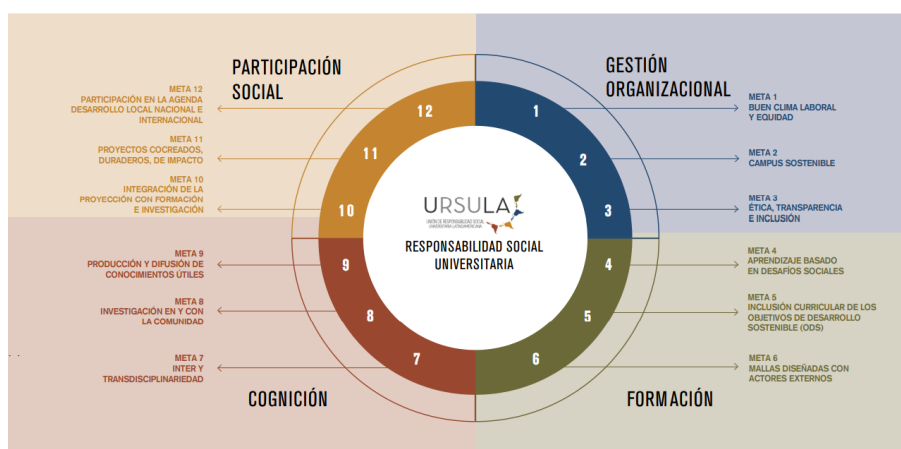 PARTICIPACIÓN
SOCIAL
META 12
PARTICIPACIÓN EN LA AGENDA
DESARROLLO LOCAL NACIONAL E
INTERNACIONAL
META 11
PROYECTOS COCREADOS,
DURADEROS, DE IMPACTO
META 10
INTEGRACIÓN DE LA
PROYECCIÓN CON FORMACIÓN
E INVESTIGACIÓN
GESTIÓN
ORGANIZACIONAL
META 1
BUEN CLIMA LABORAL
Y EQUIDAD
META 2
CAMPUS SOSTENIBLE
META 3
ÉTICA, TRANSPARENCIA
E INCLUSIÓN
12
1
11
2
10
3
URSULA
UNIÓN DE RESPONSABILIDAD SOCIAL
UNIVERSITARIA LATINOAMERICANA
RESPONSABILIDAD SOCIAL
UNIVERSITARIA
9
4
8
5
7
6
META 9
PRODUCCIÓN Y DIFUSIÓN DE
CONOCIMIENTOS ÚTILES
META 8
INVESTIGACIÓN EN Y CON
LA COMUNIDAD
META 7
INTER Y
TRANSDISCIPLINARIEDAD
COGNICIÓN
META 4
APRENDIZAJE BASADO
EN DESAFÍOS SOCIALES
META 5
INCLUSIÓN CURRICULAR DE LOS
OBJETIVOS DE DESARROLLO
SOSTENIBLE (ODS)
META 6
MALLAS DISEÑADAS CON
ACTORES EXTERNOS
FORMACIÓN